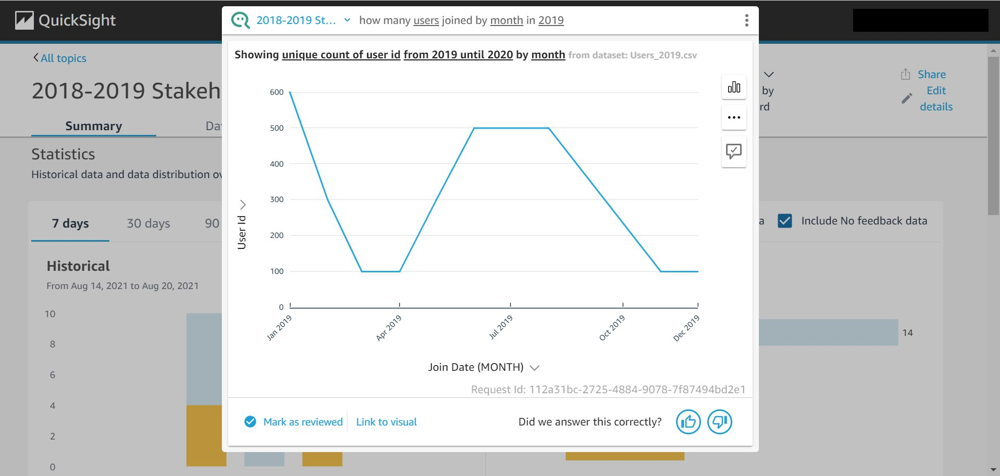 QuickSight
2018-2019 St...
how many users joined by month in 2019
All topics
2018-2019 Stakeh
by
rd
Share
Edit
details
Summary
Da
Statistics
Historical data and data distribution ov
7 days
30 days
90
a
Include No feedback data
Historical
From Aug 14, 2021 to Aug 20, 2021
10
8
6
4
2
0
14
Showing unique count of user id from 2019 until 2020 by month from dataset: Users_2019.csv
600
500
400
300
200
100
0
User Id
Jan 2019
Apr 2019
Jul 2019
Oct 2019
Dec 2019
Join Date (MONTH)
Request Id: 112a31bc-2725-4884-9078-7f87494bd2e1
Mark as reviewed
Link to visual
Did we answer this correctly?